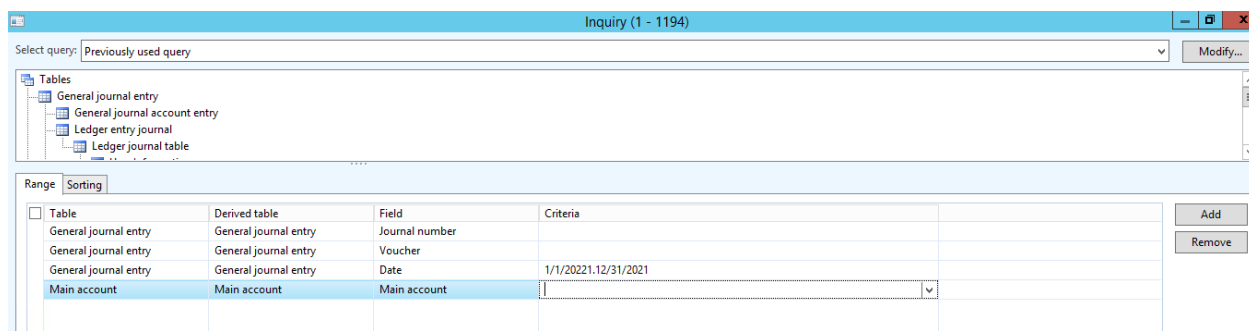 Inquiry (1 - 1194)
Select query: Previously used query Modify...
Tables
General journal entry
General journal account entry
Ledger entry journal
Ledger journal table
Range Sorting
Table Derived table Field Criteria Add
General journal entry General journal entry Journal number
General journal entry General journal entry Voucher Remove
General journal entry General journal entry Date 1/1/20221.12/31/2021
Main account Main account Main account